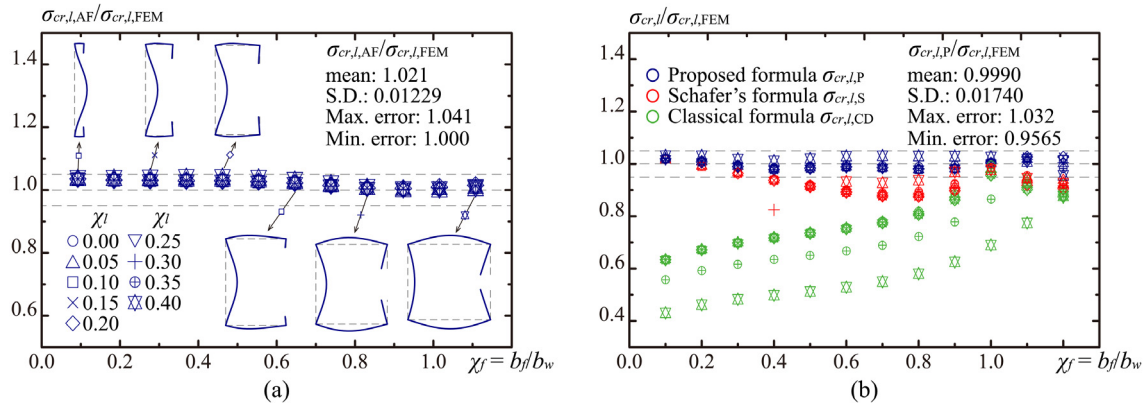 σcr,l,AF/σcr,l,FEM
1.4
1.2
1.0
0.8
0.6
σcr,l,AF/σcr,l,FEM
mean: 1.021
S.D.: 0.01229
Max. error: 1.041
Min. error: 1.000
χl χl
0.00 0.25
0.05 0.30
0.10 0.35
0.15 0.40
0.20
0.0 0.2 0.4 0.6 0.8 1.0 χf = bf/bw
(a)
σcr,l/σcr,l,FEM
1.4
1.2
1.0
0.8
0.6
0.4
Proposed formula σcr,l,P
Schafer's formula σcr,l,S
Classical formula σcr,l,CD
σcr,l,P/σcr,l,FEM
mean: 0.9990
S.D.: 0.01740
Max. error: 1.032
Min. error: 0.9565
0.0 0.2 0.4 0.6 0.8 1.0 χf = bf/bw
(b)